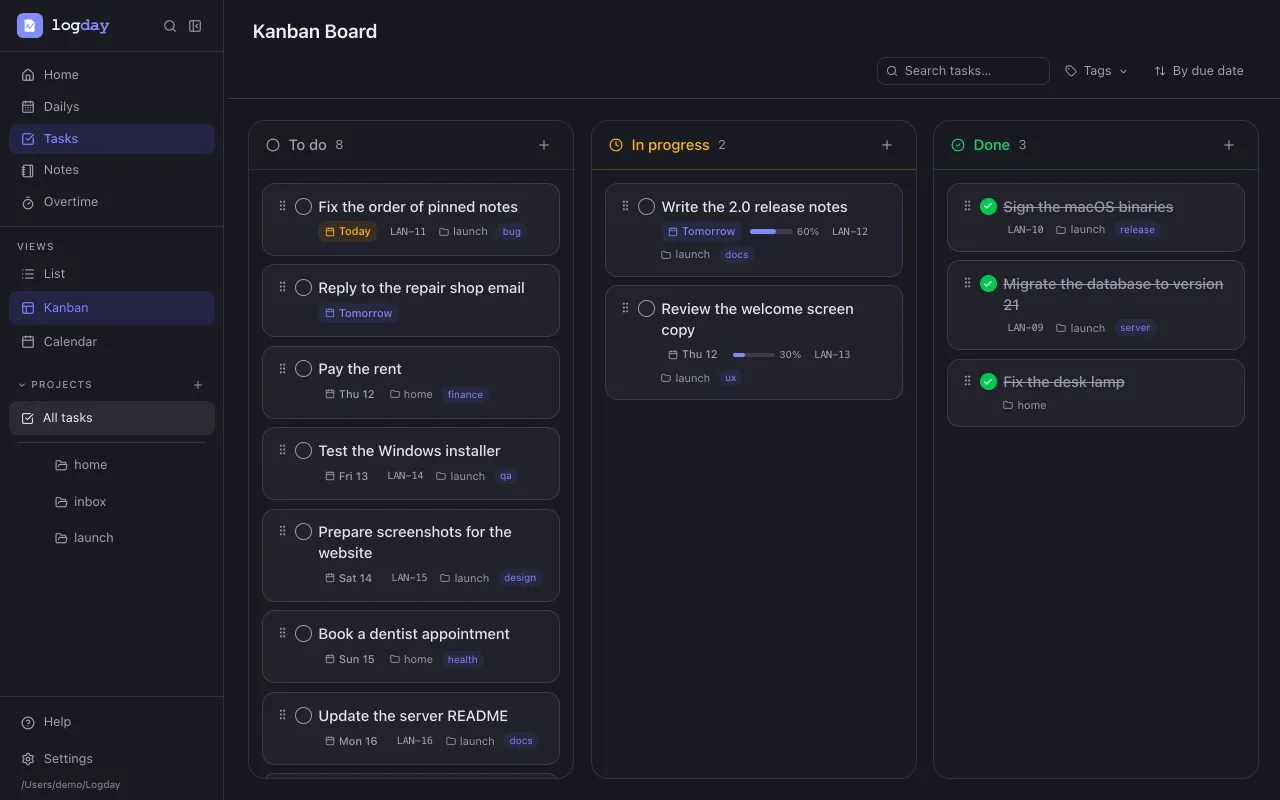 logday
Home
Dailys
Tasks
Notes
Overtime
VIEWS
List
Kanban
Calendar
PROJECTS
All tasks
home
inbox
launch
Help
Settings
/Users/demo/Logday
Kanban Board
Search tasks...
Tags
By due date
To do 8
Fix the order of pinned notes
Today LAN-11 launch bug
Reply to the repair shop email
Tomorrow
Pay the rent
Thu 12 home finance
Test the Windows installer
Fri 13 LAN-14 launch qa
Prepare screenshots for the
website
Sat 14 LAN-15 launch design
Book a dentist appointment
Sun 15 home health
Update the server README
Mon 16 LAN-16 launch docs
In progress 2
Write the 2.0 release notes
Tomorrow 60% LAN-12
launch docs
Review the welcome screen
copy
Thu 12 30% LAN-13
launch ux
Done 3
Sign the macOS binaries
LAN-10 launch release
Migrate the database to version
21
LAN-09 launch server
Fix the desk lamp
home